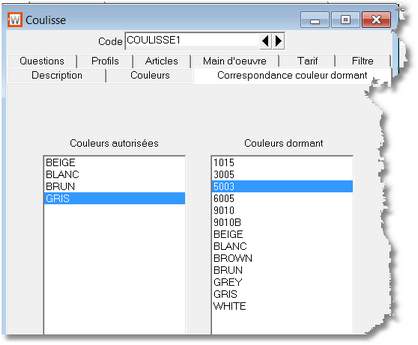 Coulisse
Code COULISSE1
Questions Profils Articles Main d'oeuvre Tarif Filtre
Description Couleurs Correspondance couleur dormant
Couleurs autorisées
BEIGE
BLANC
BRUN
GRIS
Couleurs dormant
1015
3005
5003
6005
9010
9010B
BEIGE
BLANC
BROWN
BRUN
GREY
GRIS
WHITE